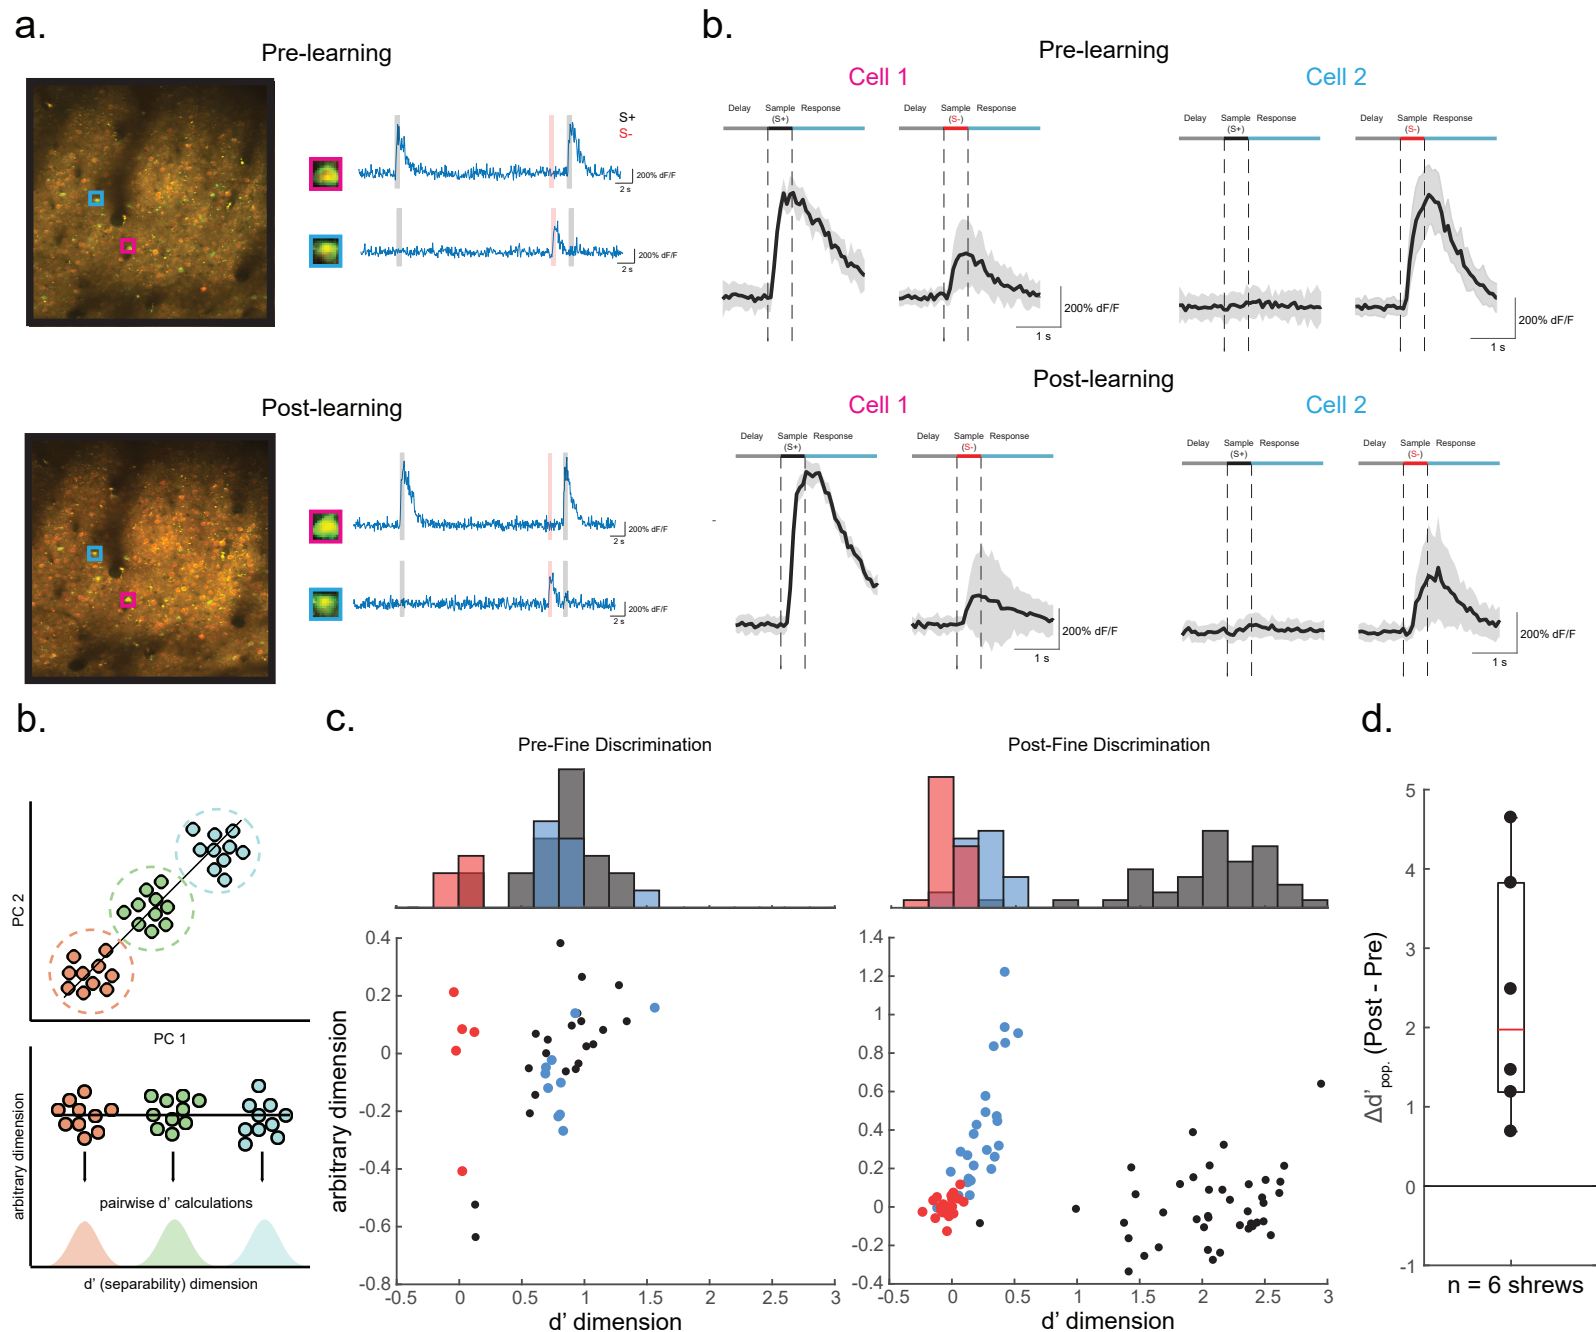 a.
Pre-learning
S+
S-
200% dF/F
2 s
200% dF/F
2 s
Post-learning
200% dF/F
2 s
200% dF/F
2 s
b.
Pre-learning
Cell 1
Cell 2
Delay Sample Response
(S+)
Delay Sample Response
(S-)
Delay Sample Response
(S+)
Delay Sample Response
(S-)
200% dF/F
1 s
200% dF/F
1 s
Post-learning
Cell 1
Cell 2
Delay Sample Response
(S+)
Delay Sample Response
(S-)
Delay Sample Response
(S+)
Delay Sample Response
(S-)
200% dF/F
1 s
200% dF/F
1 s
b.
PC 2
PC 1
arbitrary dimension
pairwise d' calculations
d' (separability) dimension
c.
Pre-Fine Discrimination
Post-Fine Discrimination
arbitrary dimension
0.4
0.2
0
-0.2
-0.4
-0.6
-0.8
-0.5 0 0.5 1 1.5 2 2.5 3
d' dimension
1.4
1.2
1
0.8
0.6
0.4
0.2
0
-0.2
-0.4
-0.5 0 0.5 1 1.5 2 2.5 3
d' dimension
d.
Δd'pop. (Post - Pre)
5
4
3
2
1
0
-1
n = 6 shrews